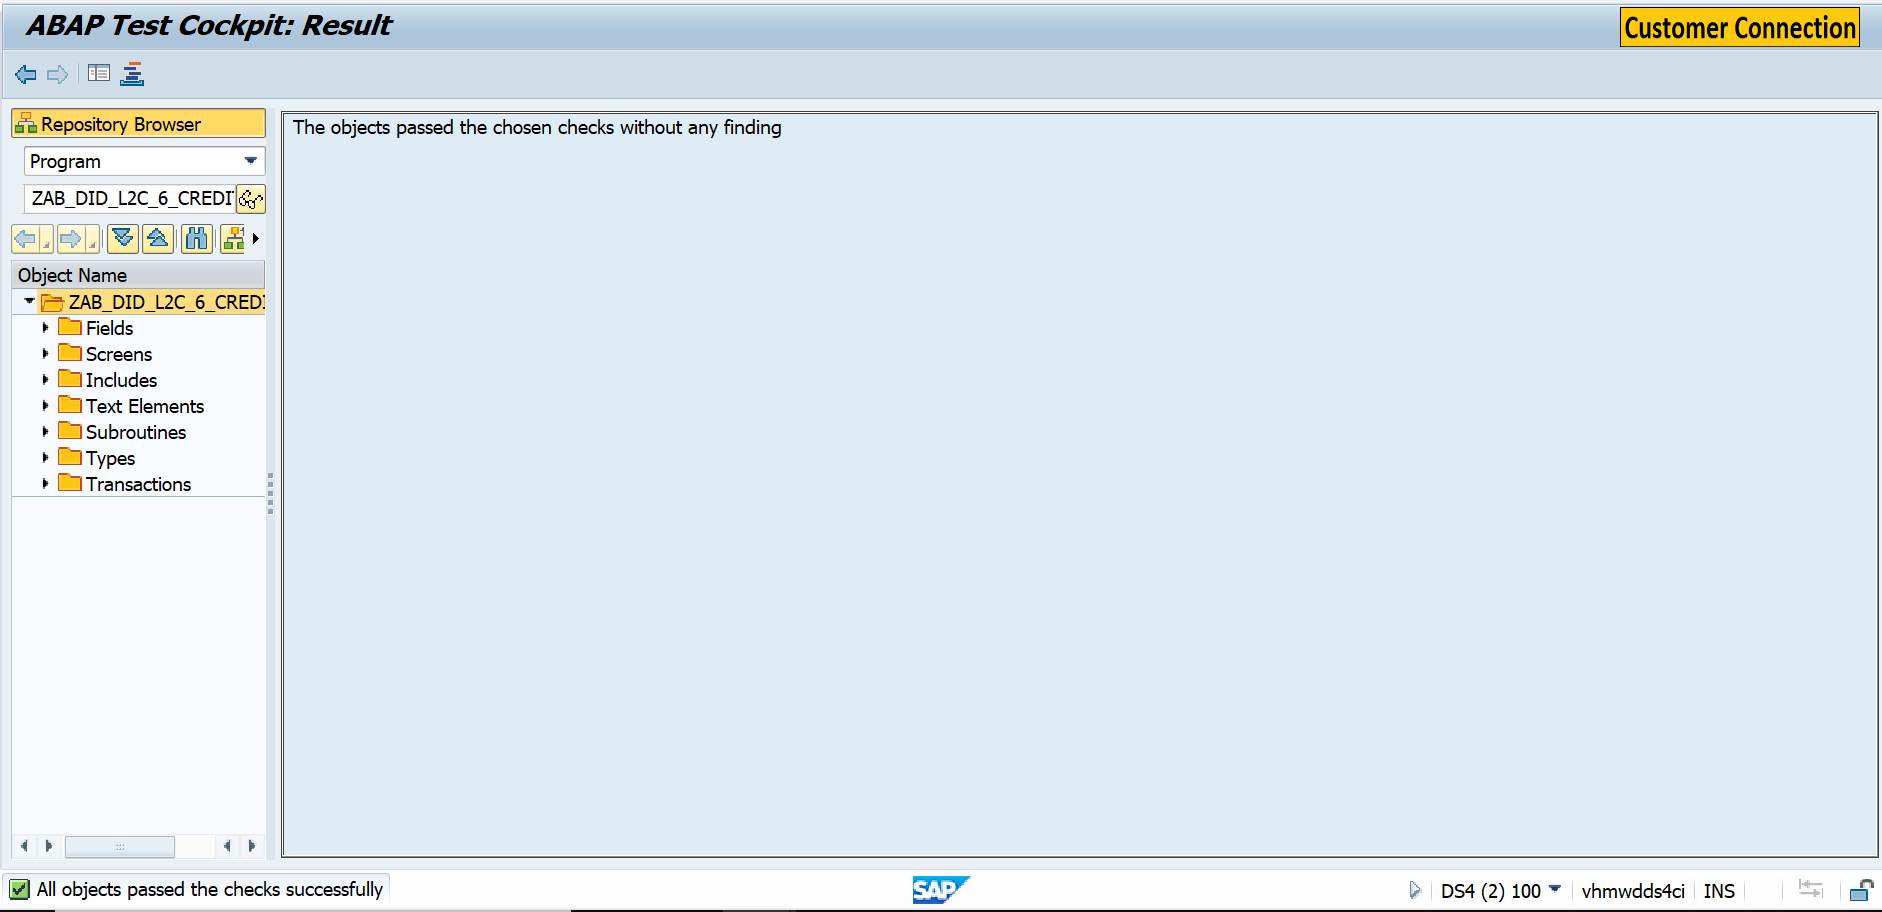 ABAP Test Cockpit: Result
Customer Connection
Repository Browser
The objects passed the chosen checks without any finding
Program
ZAB_DID_L2C_6_CREDI
Object Name
ZAB_DID_L2C_6_CREDI
Fields
Screens
Includes
Text Elements
Subroutines
Types
Transactions
All objects passed the checks successfully
SAP
DS4 (2) 100
vhmwdds4ci
INS